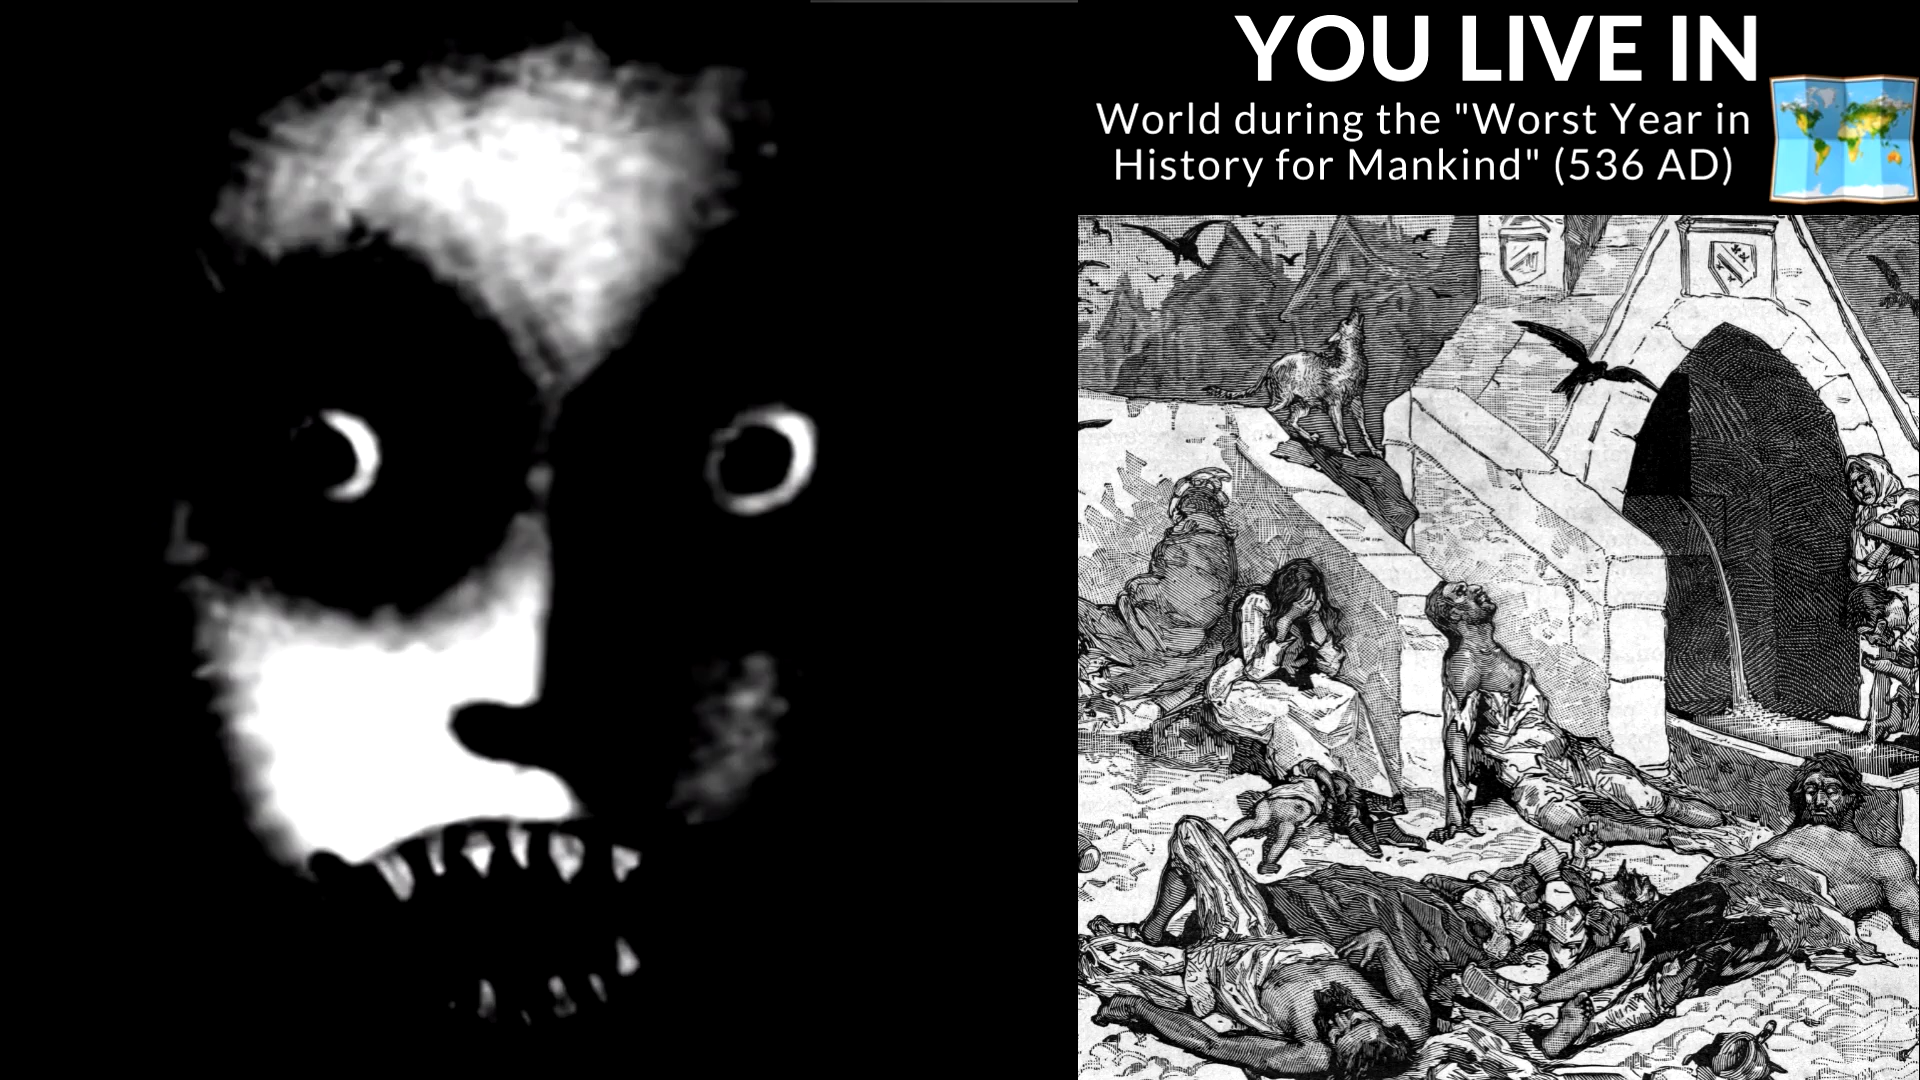 YOU LIVE IN
World during the "Worst Year in
History for Mankind" (536 AD)